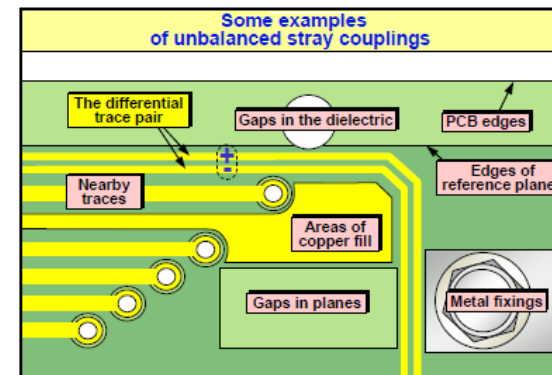 Some examples
of unbalanced stray couplings
The differential
trace pair
Gaps in the dielectric
PCB edges
+
-
Edges of
reference plane
Nearby
traces
Areas of
copper fill
Gaps in planes
Metal fixings